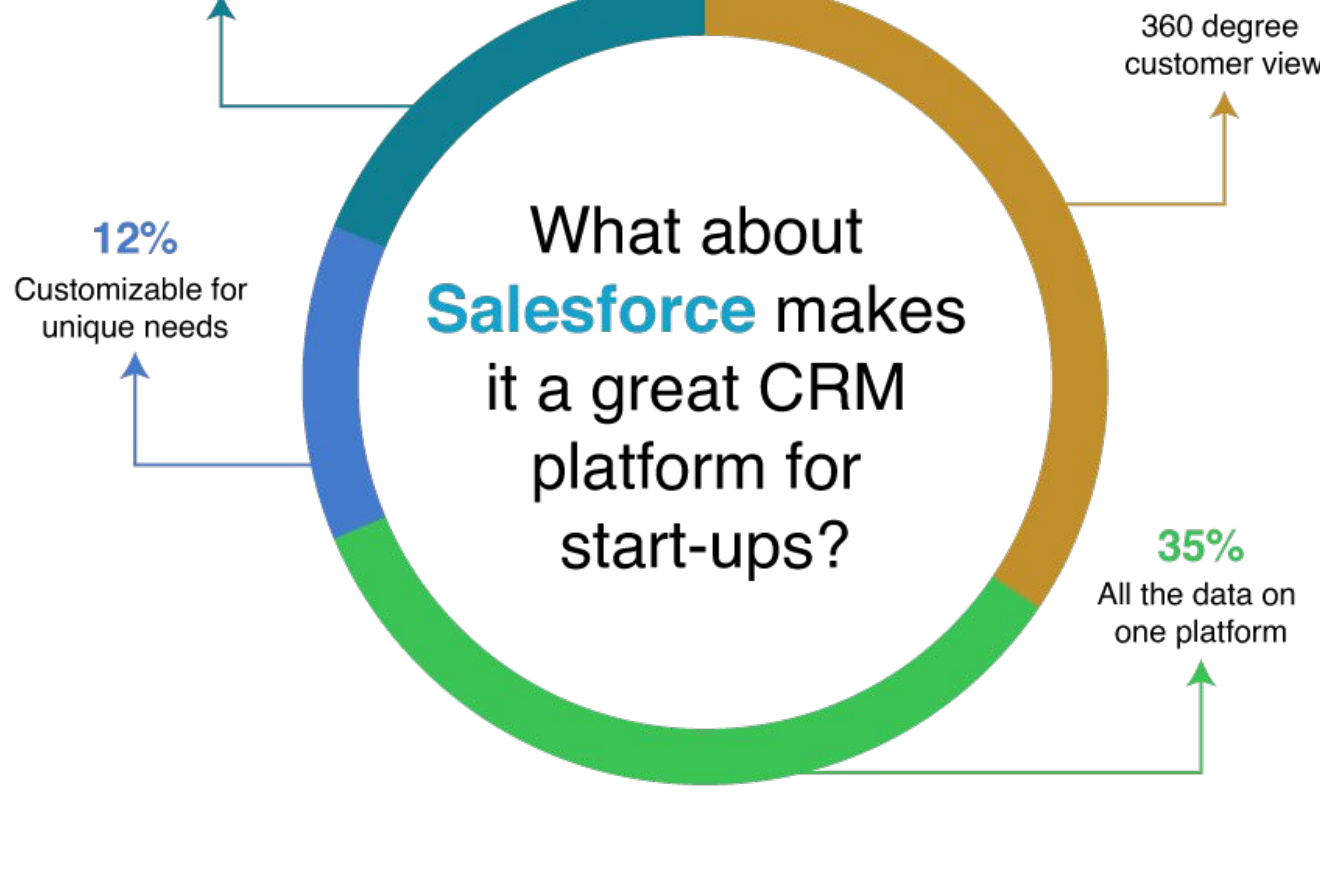 360 degree
customer view
12%
Customizable for
unique needs
What about
Salesforce makes
it a great CRM
platform for
start-ups?
35%
All the data on
one platform